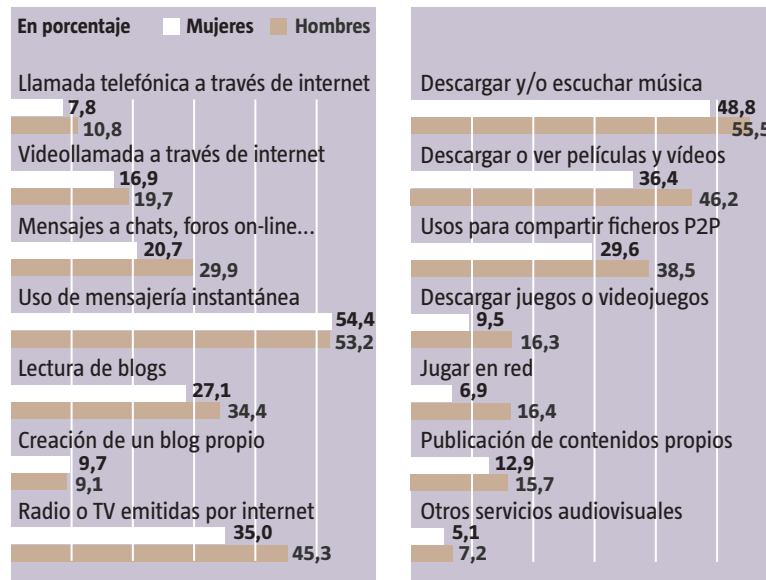 En porcentaje Mujeres Hombres
Llamada telefónica a través de internet
7,8
10,8
Videollamada a través de internet
16,9
19,7
Mensajes a chats, foros on-line...
20,7
29,9
Uso de mensajería instantánea
54,4
53,2
Lectura de blogs
27,1
34,4
Creación de un blog propio
9,7
9,1
Radio o TV emitidas por internet
35,0
45,3
Descargar y/o escuchar música
48,8
55,5
Descargar o ver películas y vídeos
36,4
46,2
Usos para compartir ficheros P2P
29,6
38,5
Descargar juegos o videojuegos
9,5
16,3
Jugar en red
6,9
16,4
Publicación de contenidos propios
12,9
15,7
Otros servicios audiovisuales
5,1
7,2